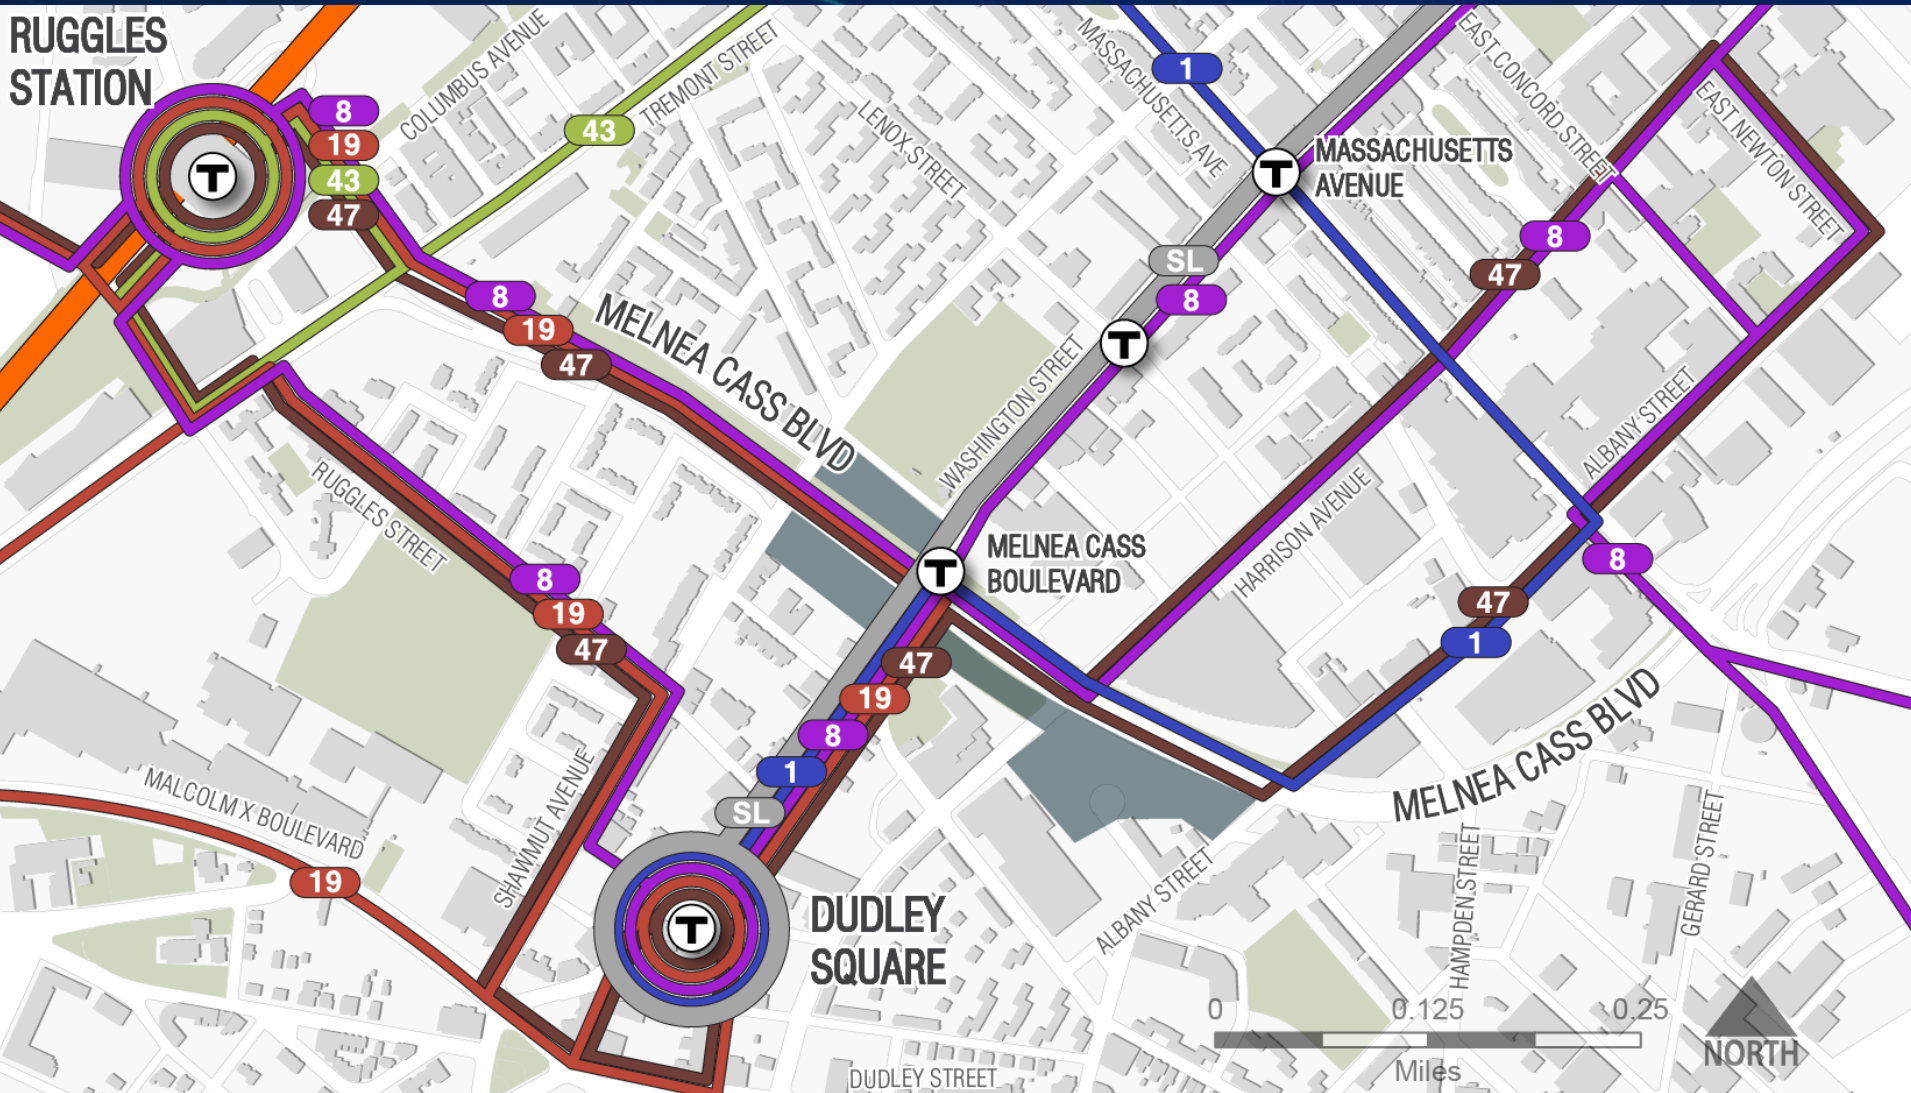 RUGGLES
STATION
8
19
43
47
COLUMBUS AVENUE
43
TREMONT STREET
LENOX STREET
MASSACHUSETTS AVE
1
MASSACHUSETTS AVE
T
T
MASSACHUSETTS
AVENUE
EAST CONCORD STREET
EAST NEWTON STREET
8
47
SL
8
T
8
19
47
MELNEA CASS BLVD
WASHINGTON STREET
ALBANY STREET
HARRISON AVENUE
RUGGLES STREET
T
MELNEA CASS
BOULEVARD
8
8
19
47
47
1
47
19
8
1
SL
MELNEA CASS BLVD
MALCOLM X BOULEVARD
SHAWMUT AVENUE
19
T
DUDLEY
SQUARE
ALBANY STREET
HAMPDEN STREET
GERARD STREET
DUDLEY STREET
0
0.125
0.25
Miles
NORTH